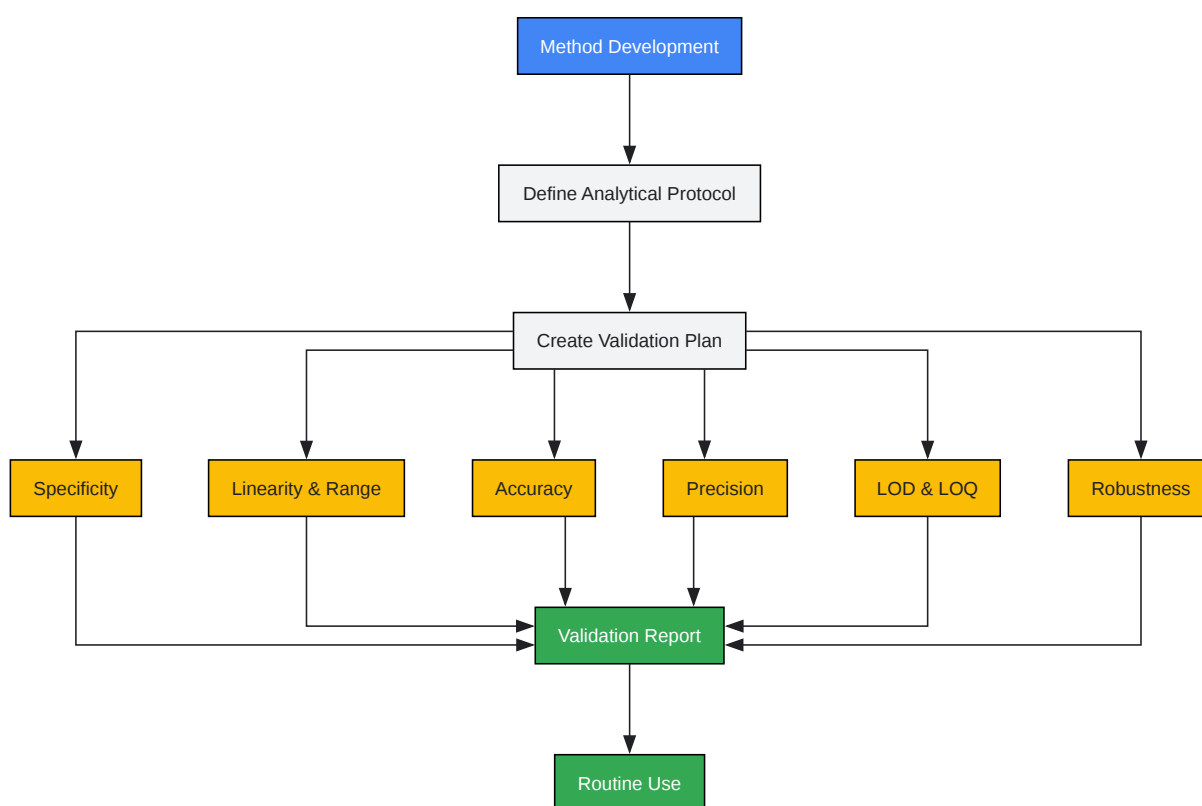 Method Development
Define Analytical Protocol
Create Validation Plan
Specificity
Linearity & Range
Accuracy
Precision
LOD & LOQ
Robustness
Validation Report
Routine Use